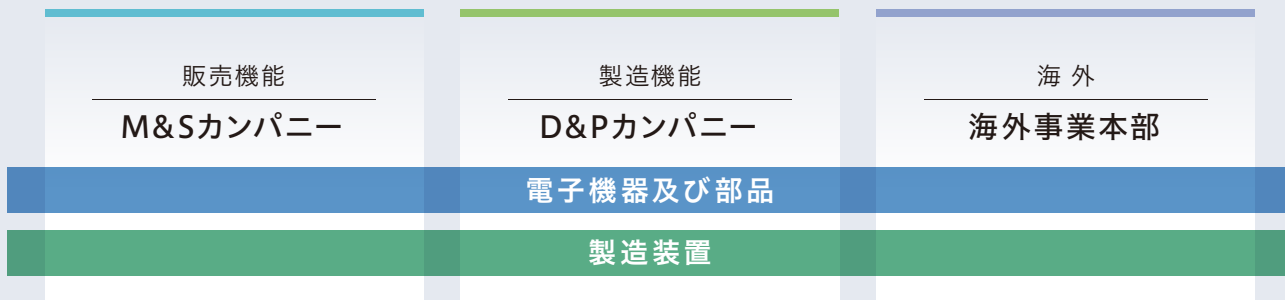 販売機能
M&Sカンパニー
製造機能
D&Pカンパニー
海外
海外事業本部
電子機器及び部品
製造装置